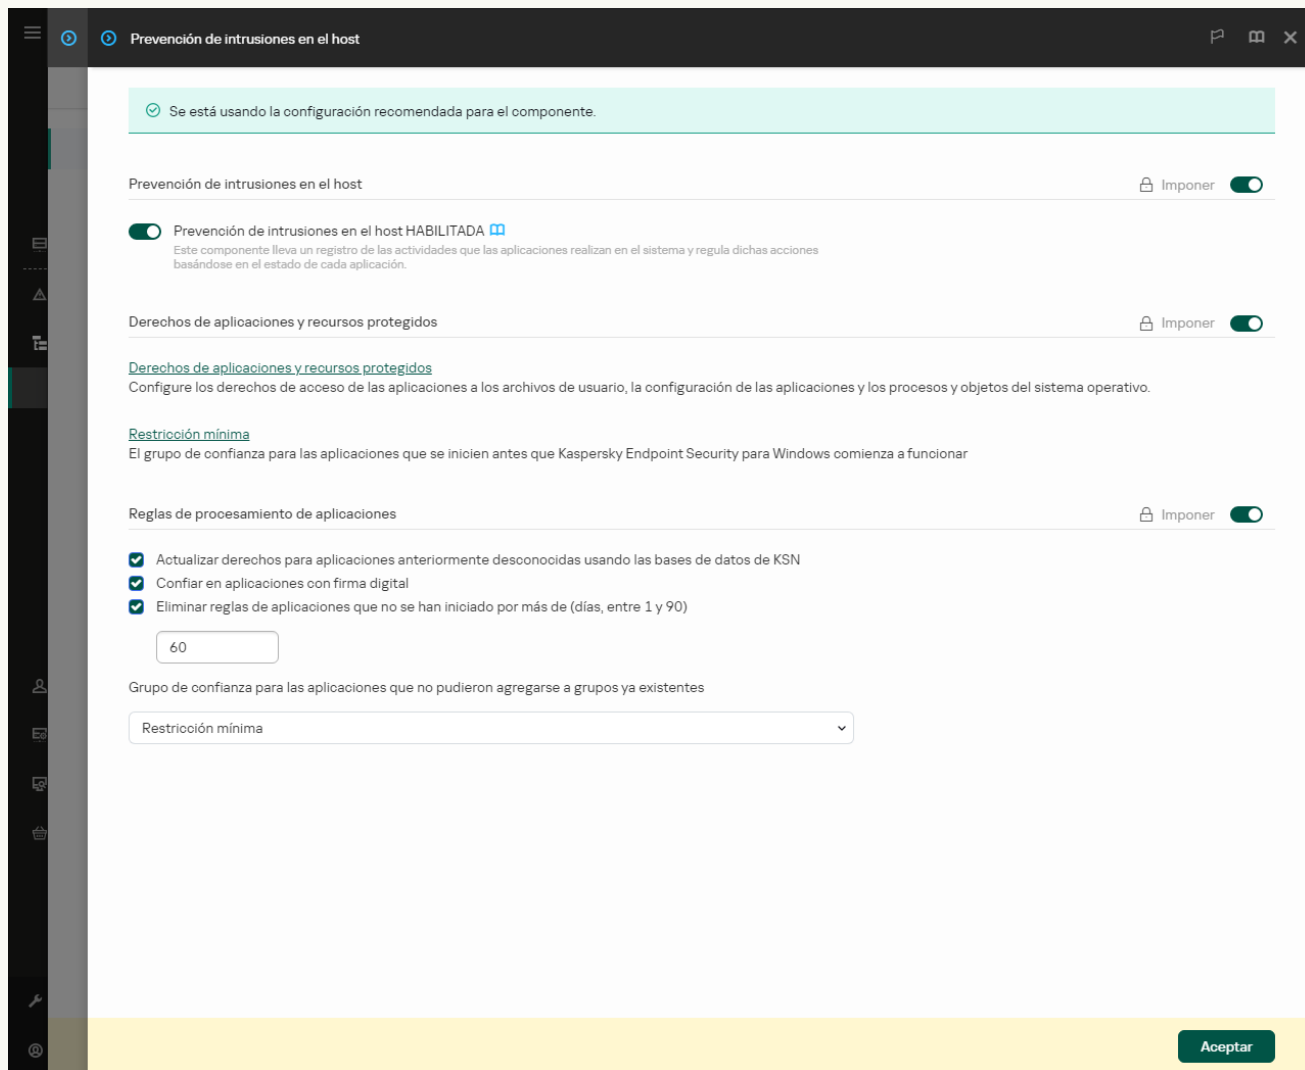 Prevención de intrusiones en el host
Se está usando la configuración recomendada para el componente.
Prevención de intrusiones en el host
Imponer
Prevención de intrusiones en el host HABILITADA
Este componente lleva un registro de las actividades que las aplicaciones realizan en el sistema y regula dichas acciones
basándose en el estado de cada aplicación.
Derechos de aplicaciones y recursos protegidos
Imponer
Derechos de aplicaciones y recursos protegidos
Configure los derechos de acceso de las aplicaciones a los archivos de usuario, la configuración de las aplicaciones y los procesos y objetos del sistema operativo.
Restricción mínima
El grupo de confianza para las aplicaciones que se inicien antes que Kaspersky Endpoint Security para Windows comienza a funcionar
Reglas de procesamiento de aplicaciones
Imponer
Actualizar derechos para aplicaciones anteriormente desconocidas usando las bases de datos de KSN
Confiar en aplicaciones con firma digital
Eliminar reglas de aplicaciones que no se han iniciado por más de (días, entre 1 y 90)
60
Grupo de confianza para las aplicaciones que no pudieron agregarse a grupos ya existentes
Restricción mínima
Aceptar